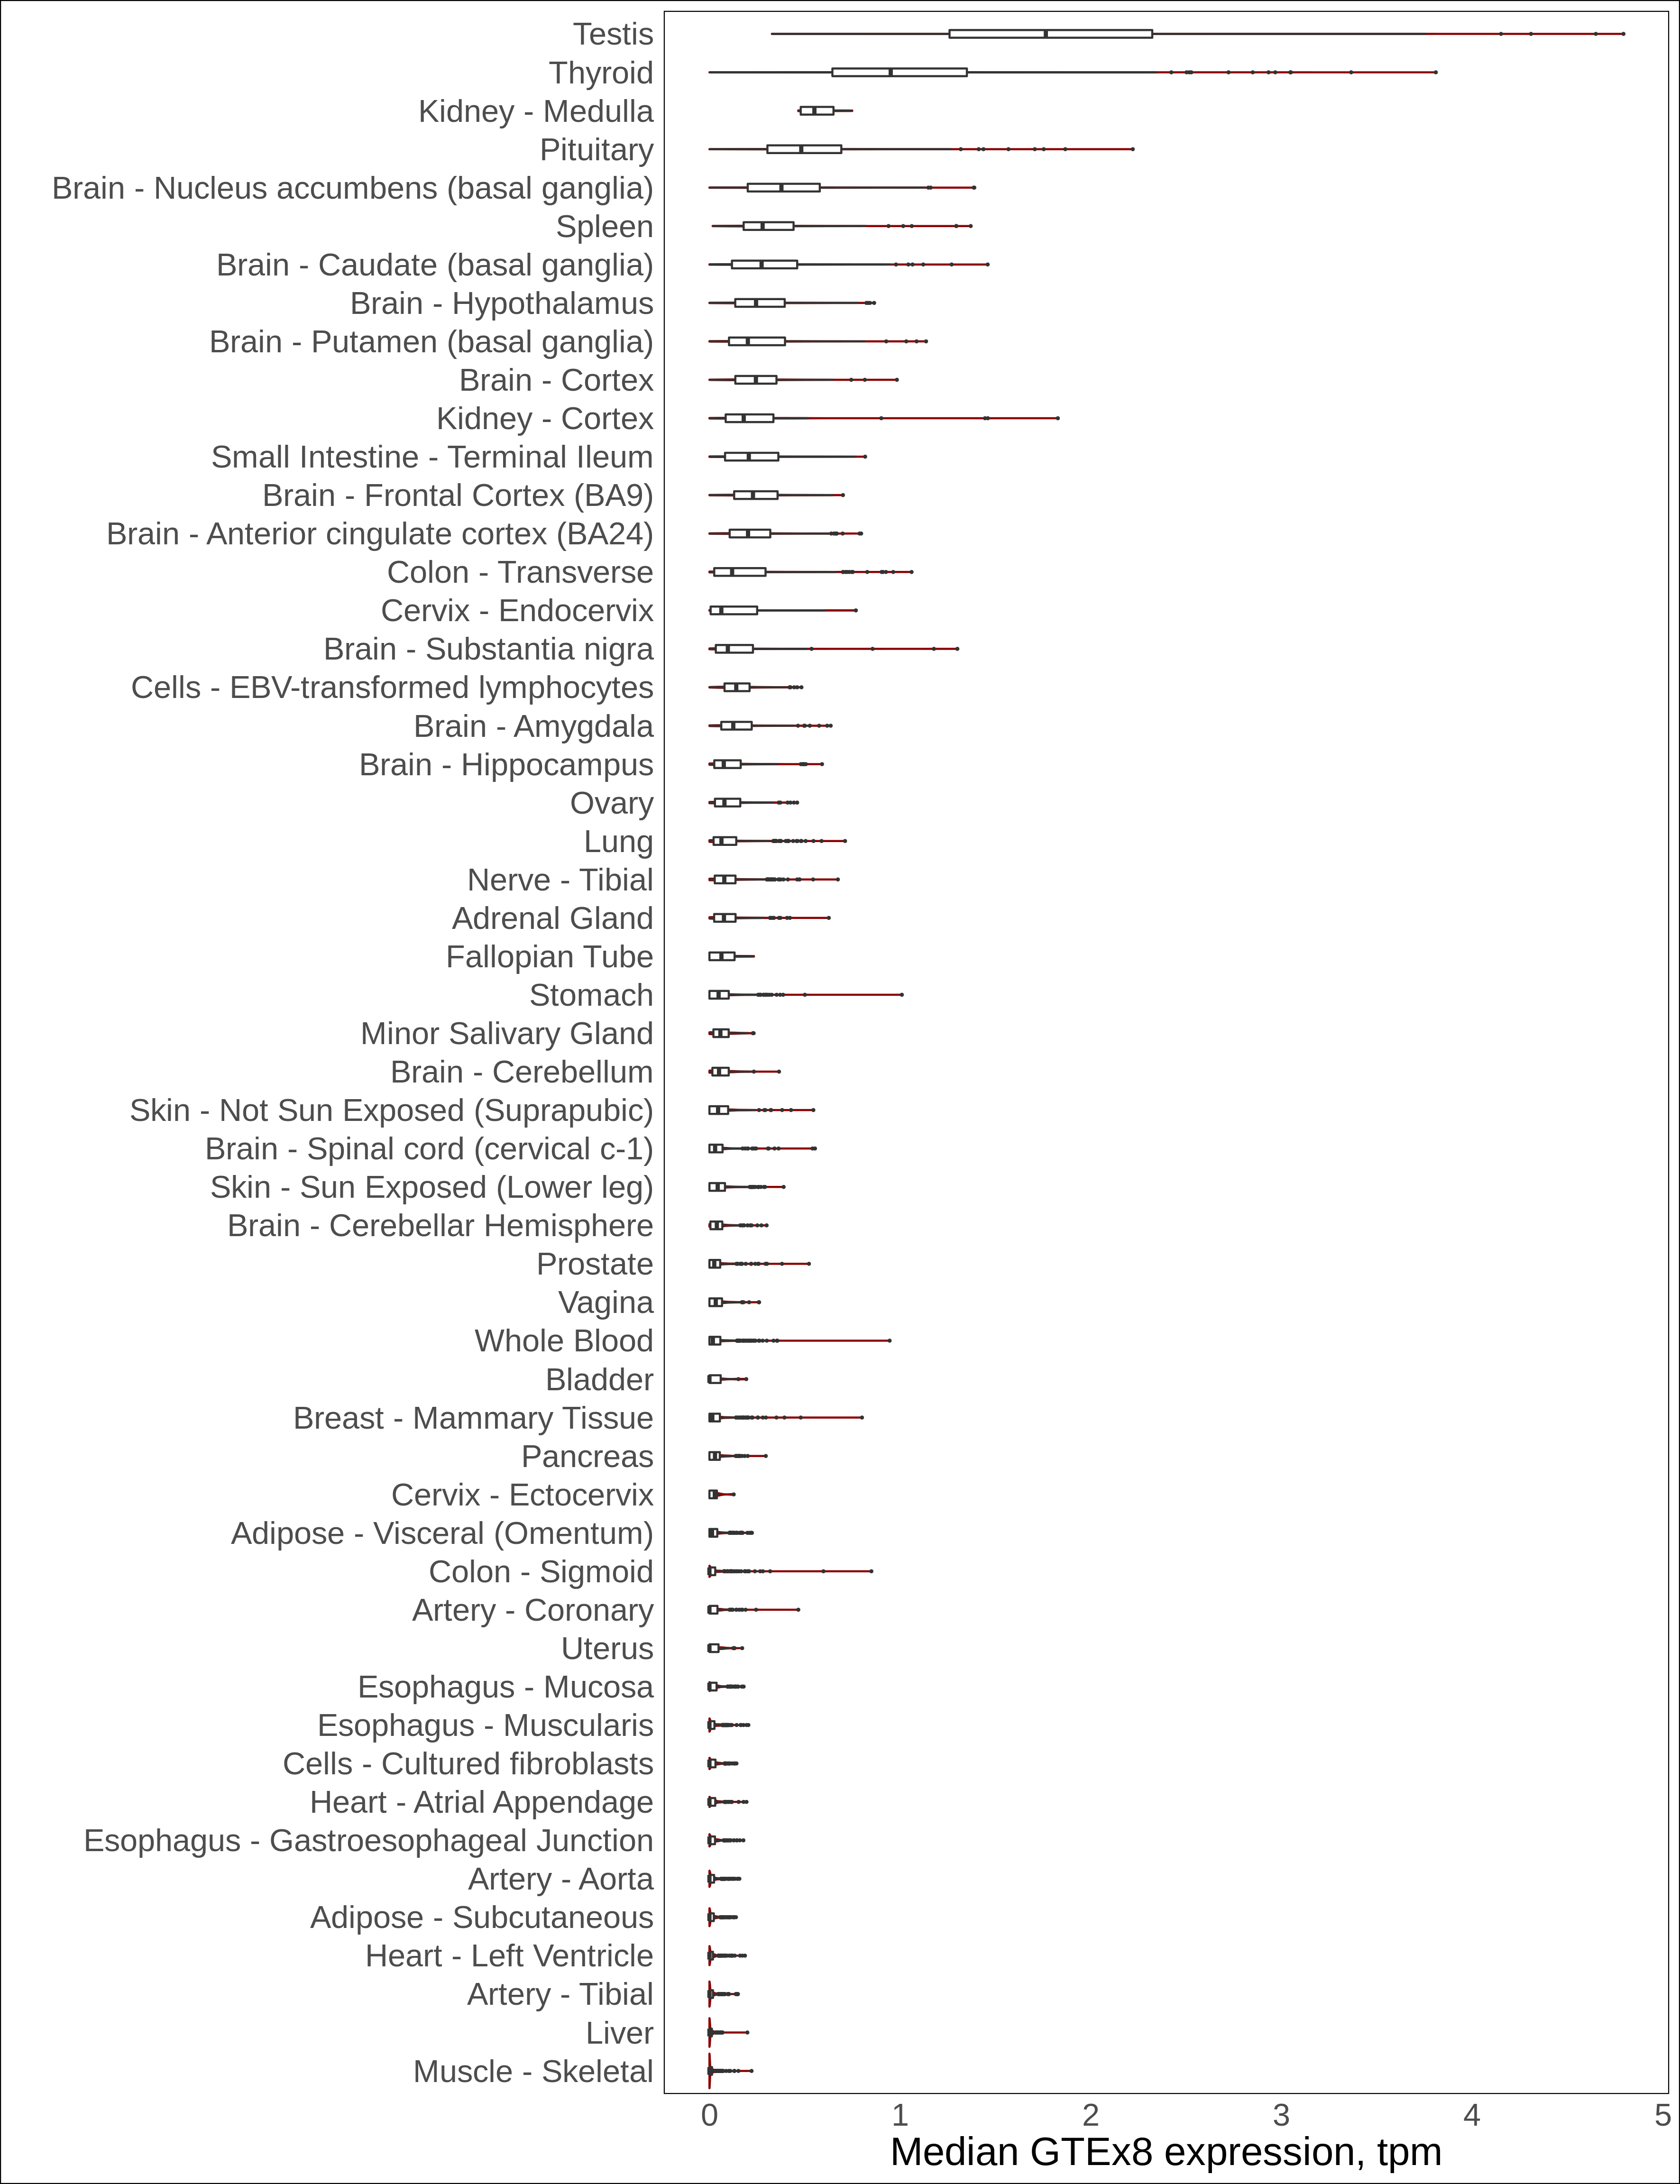 Testis
Thyroid
Kidney - Medulla
Pituitary
Brain - Nucleus accumbens (basal ganglia)
Spleen
Brain - Caudate (basal ganglia)
Brain - Hypothalamus
Brain - Putamen (basal ganglia)
Brain - Cortex
Kidney - Cortex
Small Intestine - Terminal Ileum
Brain - Frontal Cortex (BA9)
Brain - Anterior cingulate cortex (BA24)
Colon - Transverse
Cervix - Endocervix
Brain - Substantia nigra
Cells - EBV-transformed lymphocytes
Brain - Amygdala
Brain - Hippocampus
Ovary
Lung
Nerve - Tibial
Adrenal Gland
Fallopian Tube
Stomach
Minor Salivary Gland
Brain - Cerebellum
Skin - Not Sun Exposed (Suprapubic)
Brain - Spinal cord (cervical c-1)
Skin - Sun Exposed (Lower leg)
Brain - Cerebellar Hemisphere
Prostate
Vagina
Whole Blood
Bladder
Breast - Mammary Tissue
Pancreas
Cervix - Ectocervix
Adipose - Visceral (Omentum)
Colon - Sigmoid
Artery - Coronary
Uterus
Esophagus - Mucosa
Esophagus - Muscularis
Cells - Cultured fibroblasts
Heart - Atrial Appendage
Esophagus - Gastroesophageal Junction
Artery - Aorta
Adipose - Subcutaneous
Heart - Left Ventricle
Artery - Tibial
Liver
Muscle - Skeletal
0 1 2 3 4 5
Median GTEx8 expression, tpm